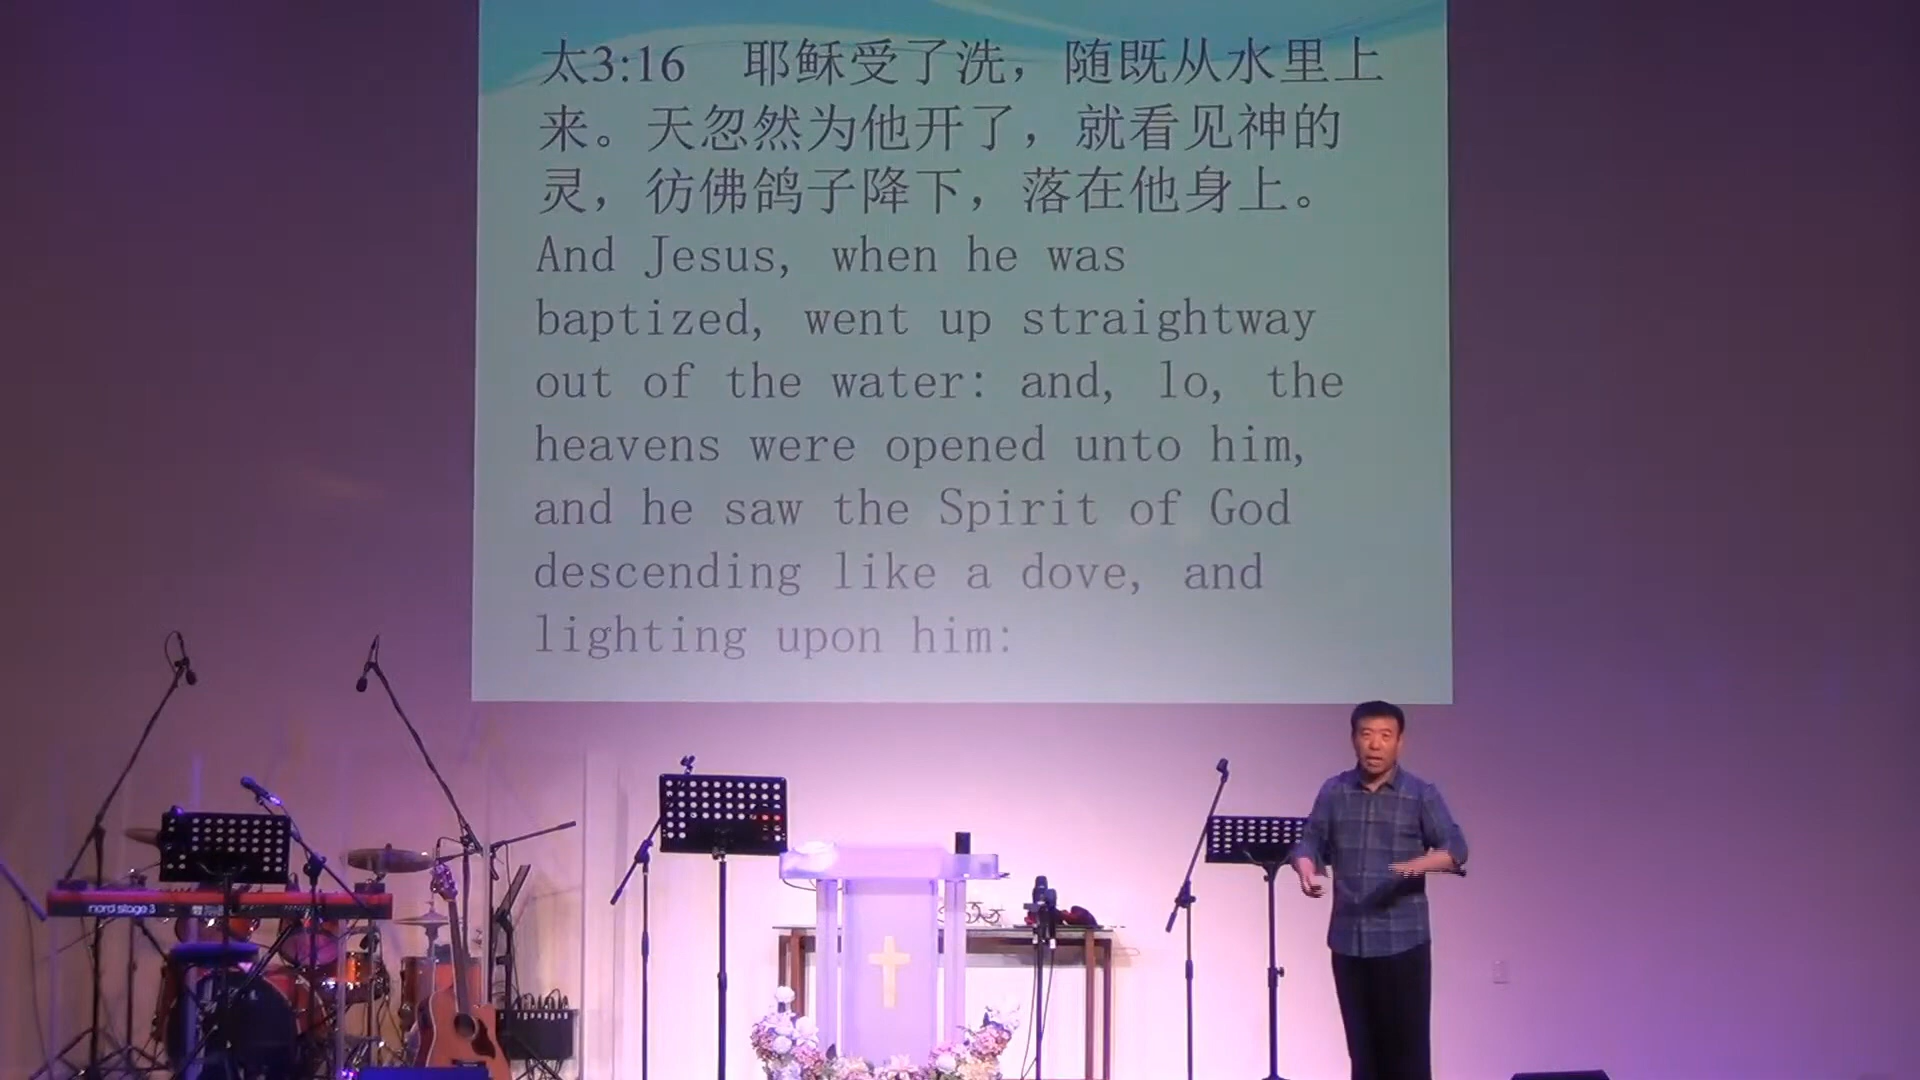 太3:16　耶稣受了洗，随既从水里上
来。天忽然为他开了，就看见神的
灵，彷佛鸽子降下，落在他身上。
And Jesus, when he was
baptized, went up straightway
out of the water: and, lo, the
heavens were opened unto him,
and he saw the Spirit of God
descending like a dove, and
lighting upon him:
nord stage 3